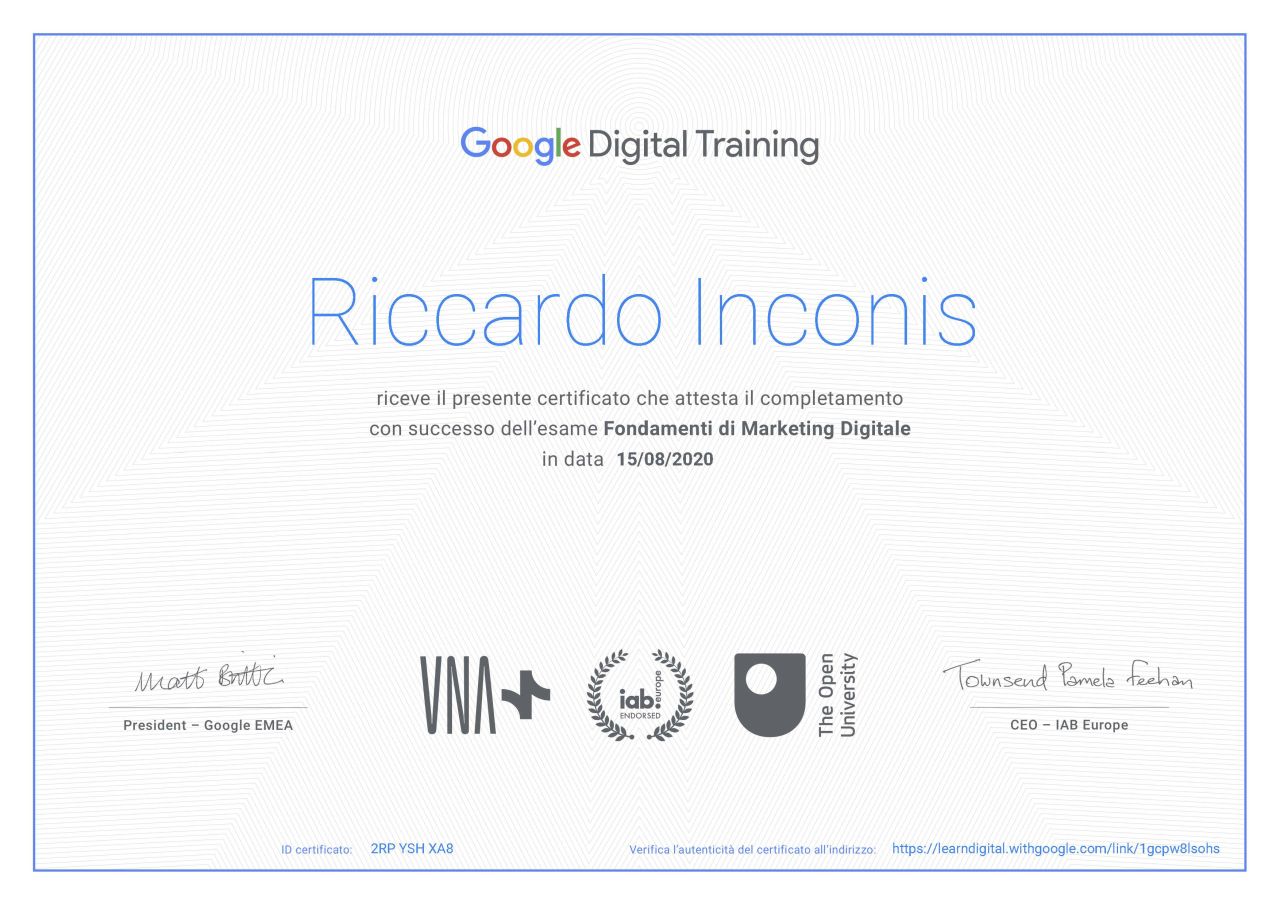 Google Digital Training
Riccardo Inconis
riceve il presente certificato che attesta il completamento
con successo dell'esame Fondamenti di Marketing Digitale
in data 15/08/2020
Matt Brittin
President – Google EMEA
VNA
iab:europe
ENDORSED
The Open
University
Townsend Pamela Feehan
CEO – IAB Europe
ID certificato: 2RP YSH XA8
Verifica l'autenticità del certificato all'indirizzo: https://learndigital.withgoogle.com/link/1gcpw8lsohs